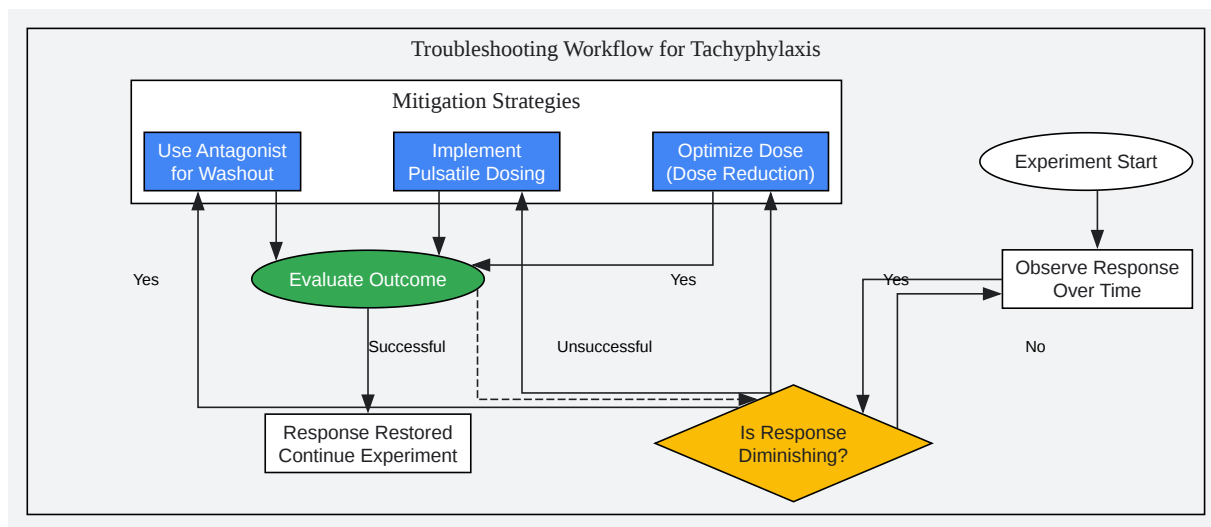 Troubleshooting Workflow for Tachyphylaxis
Mitigation Strategies
Use Antagonist
for Washout
Implement
Pulsatile Dosing
Optimize Dose
(Dose Reduction)
Experiment Start
Observe Response
Over Time
Evaluate Outcome
Yes
Yes
Yes
Successful
Unsuccessful
No
Response Restored
Continue Experiment
Is Response
Diminishing?